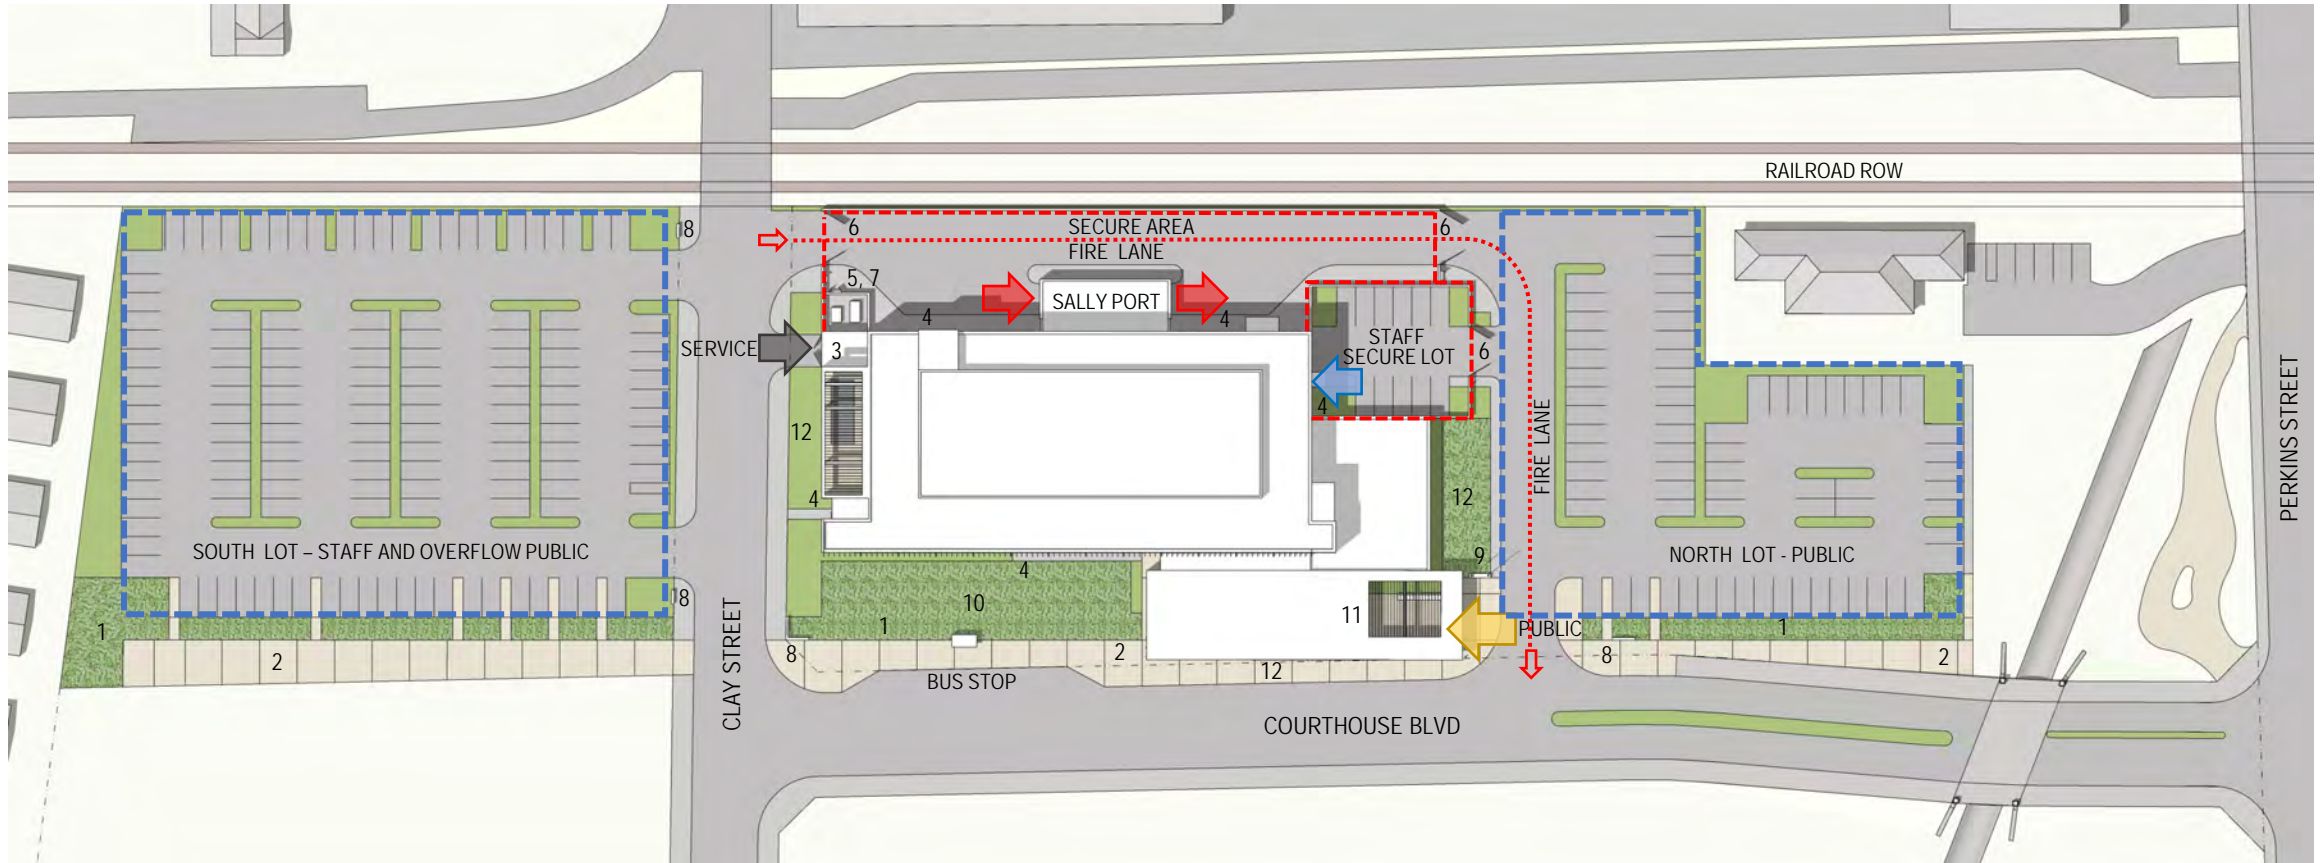 RAILROAD ROW
8
6
SECURE AREA
6
FIRE LANE
5, 7
SALLY PORT
4
4
STAFF
SECURE LOT
6
SERVICE
3
4
12
FIRE LANE
PERKINS STREET
4
12
SOUTH LOT – STAFF AND OVERFLOW PUBLIC
9
NORTH LOT - PUBLIC
4
8
10
11
1
1
PUBLIC
1
CLAY STREET
2
8
2
12
8
2
BUS STOP
COURTHOUSE BLVD